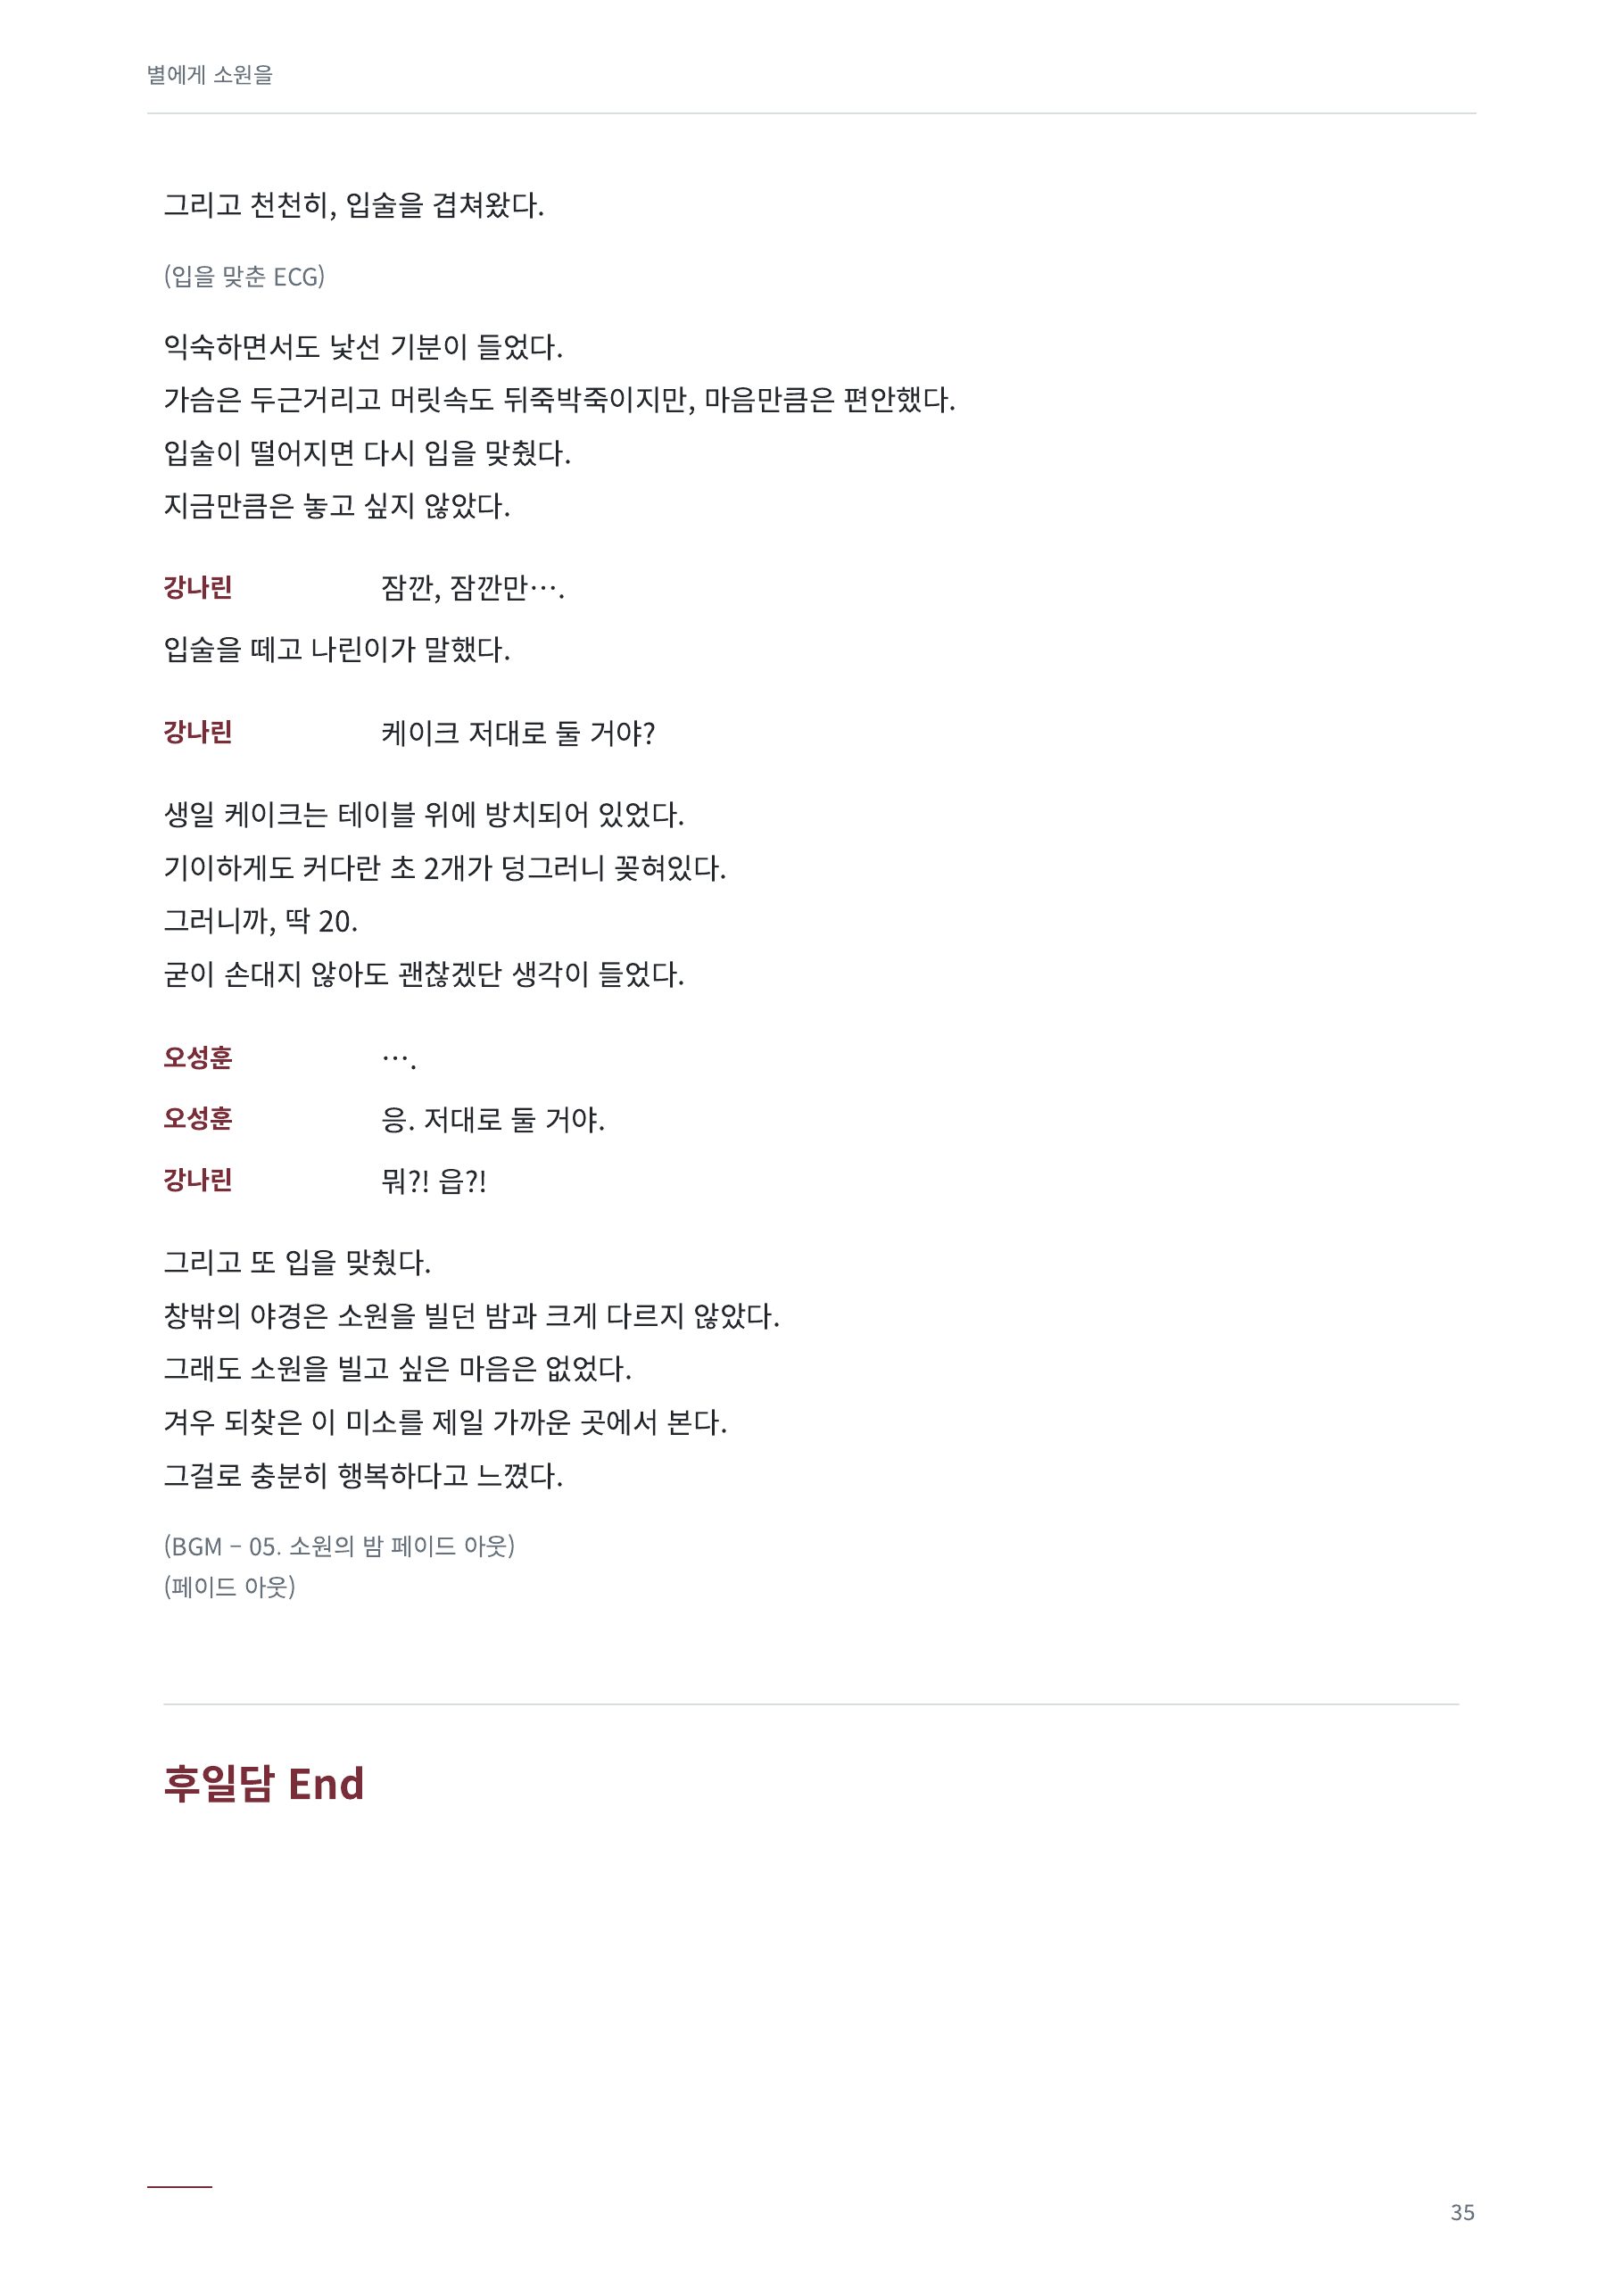 별에게 소원을
그리고 천천히, 입술을 겹쳐왔다.
(입을 맞춘 ECG)
익숙하면서도 낯선 기분이 들었다.
가슴은 두근거리고 머릿속도 뒤죽박죽이지만, 마음만큼은 편안했다.
입술이 떨어지면 다시 입을 맞췄다.
지금만큼은 놓고 싶지 않았다.
강나린 잠깐, 잠깐만….
입술을 떼고 나린이가 말했다.
강나린 케이크 저대로 둘 거야?
생일 케이크는 테이블 위에 방치되어 있었다.
기이하게도 커다란 초 2개가 덩그러니 꽂혀있다.
그러니까, 딱 20.
굳이 손대지 않아도 괜찮겠단 생각이 들었다.
오성훈 ….
오성훈 응. 저대로 둘 거야.
강나린 뭐?! 읍?!
그리고 또 입을 맞췄다.
창밖의 야경은 소원을 빌던 밤과 크게 다르지 않았다.
그래도 소원을 빌고 싶은 마음은 없었다.
겨우 되찾은 이 미소를 제일 가까운 곳에서 본다.
그걸로 충분히 행복하다고 느꼈다.
(BGM – 05. 소원의 밤 페이드 아웃)
(페이드 아웃)
후일담 End
35